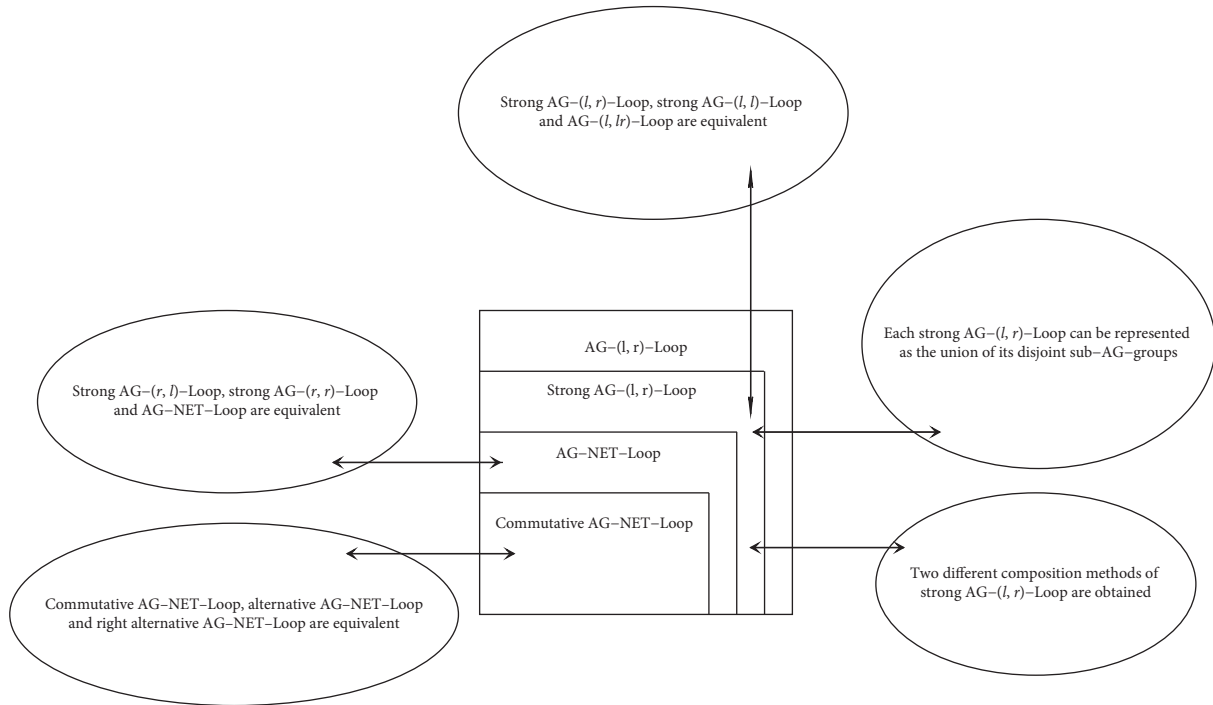 Strong AG–(l, r)–Loop, strong AG–(l, l)–Loop
and AG–(l, lr)–Loop are equivalent
AG–(l, r)–Loop
Each strong AG–(l, r)–Loop can be represented
as the union of its disjoint sub–AG–groups
Strong AG–(r, l)–Loop, strong AG–(r, r)–Loop
and AG–NET–Loop are equivalent
Strong AG–(l, r)–Loop
AG–NET–Loop
Commutative AG–NET–Loop
Commutative AG–NET–Loop, alternative AG–NET–Loop
and right alternative AG–NET–Loop are equivalent
Two different composition methods of
strong AG–(l, r)–Loop are obtained